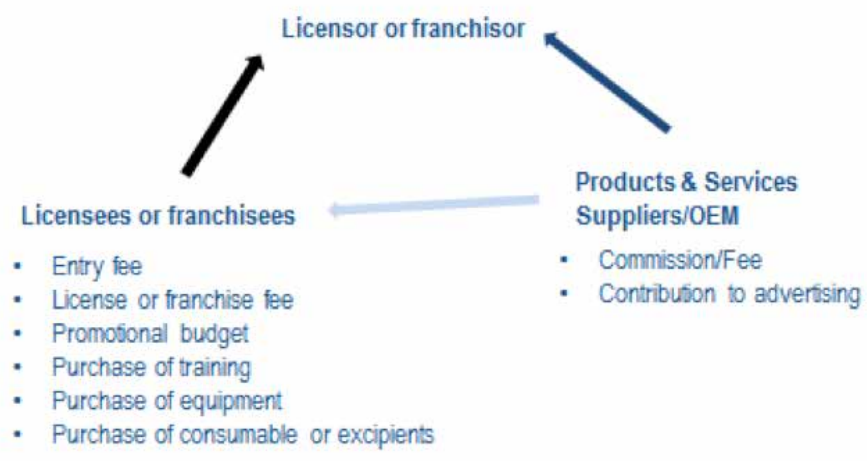 Licensor or franchisor
Products & Services
Suppliers/OEM
• Commission/Fee
• Contribution to advertising
Licensees or franchisees
• Entry fee
• License or franchise fee
• Promotional budget
• Purchase of training
• Purchase of equipment
• Purchase of consumable or excipients